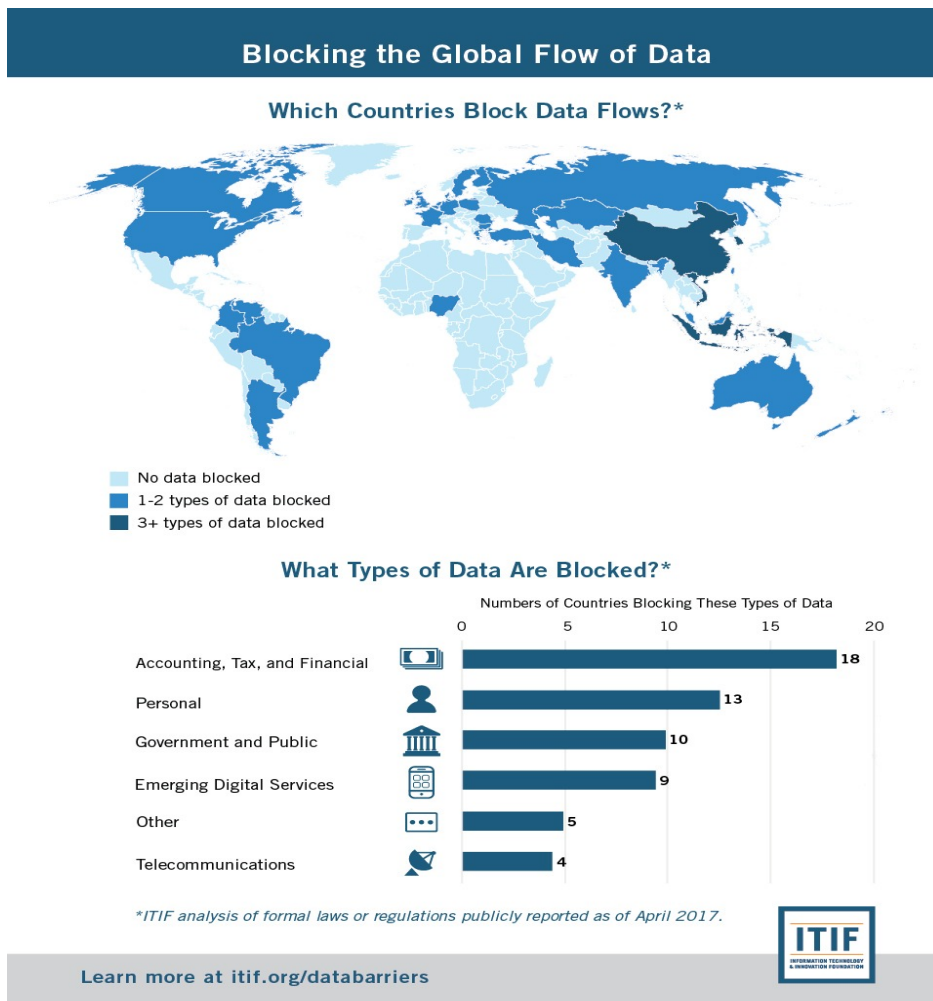 Blocking the Global Flow of Data
Which Countries Block Data Flows?*
No data blocked
1-2 types of data blocked
3+ types of data blocked
What Types of Data Are Blocked?*
Numbers of Countries Blocking These Types of Data
0 5 10 15 20
Accounting, Tax, and Financial 18
Personal 13
Government and Public 10
Emerging Digital Services 9
Other 5
Telecommunications 4
*ITIF analysis of formal laws or regulations publicly reported as of April 2017.
ITIF
INFORMATION TECHNOLOGY
& INNOVATION FOUNDATION
Learn more at itif.org/databarriers